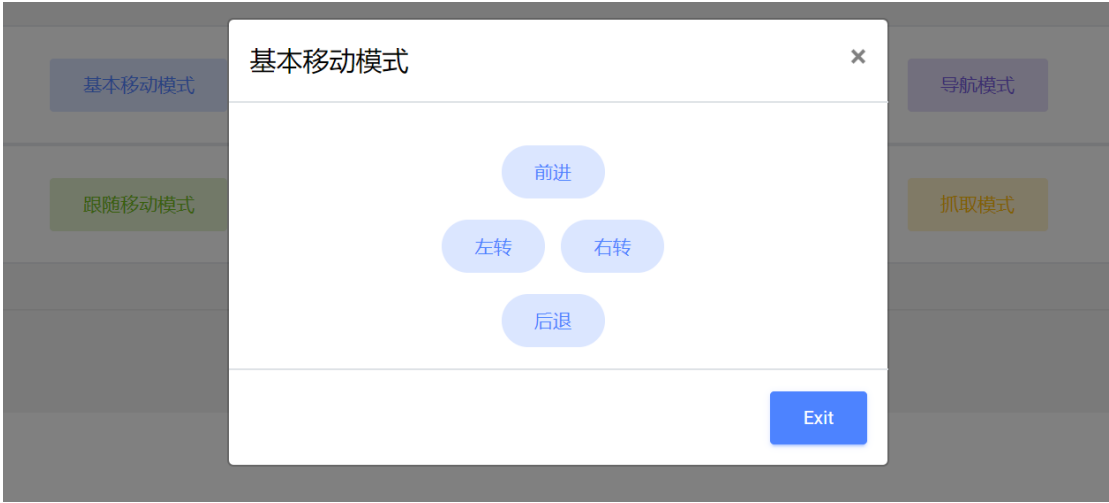 基本移动模式
×
基本移动模式
导航模式
前进
跟随移动模式
抓取模式
左转
右转
后退
Exit